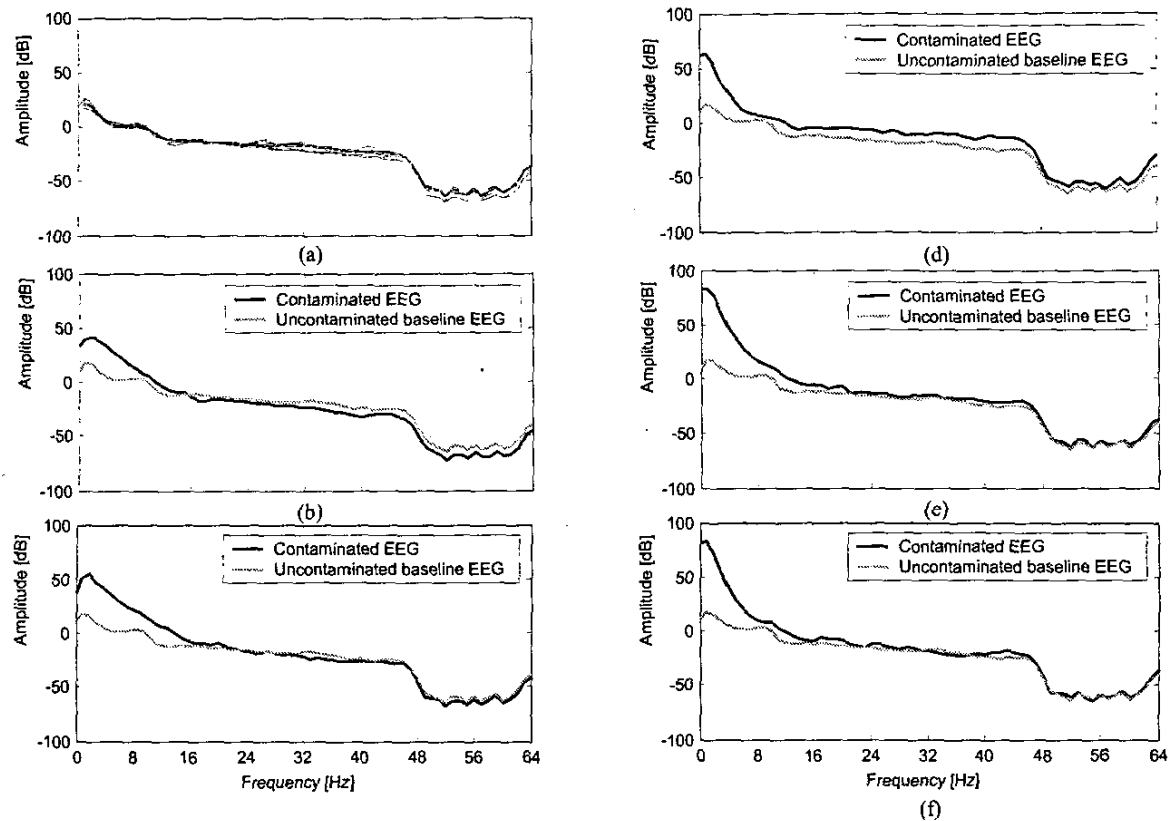 100
50
0
-50
-100
Amplitude [dB]
(a)
100
50
0
-50
-100
Amplitude [dB]
Contaminated EEG
Uncontaminated baseline EEG
(b)
100
50
0
-50
-100
Amplitude [dB]
Contaminated EEG
Uncontaminated baseline EEG
0 8 16 24 32 40 48 56 64
Frequency [Hz]
100
50
0
-50
-100
Amplitude [dB]
Contaminated EEG
Uncontaminated baseline EEG
(d)
100
50
0
-50
-100
Amplitude [dB]
Contaminated EEG
Uncontaminated baseline EEG
(e)
100
50
0
-50
-100
Amplitude [dB]
Contaminated EEG
Uncontaminated baseline EEG
0 8 16 24 32 40 48 56 64
Frequency [Hz]
(f)